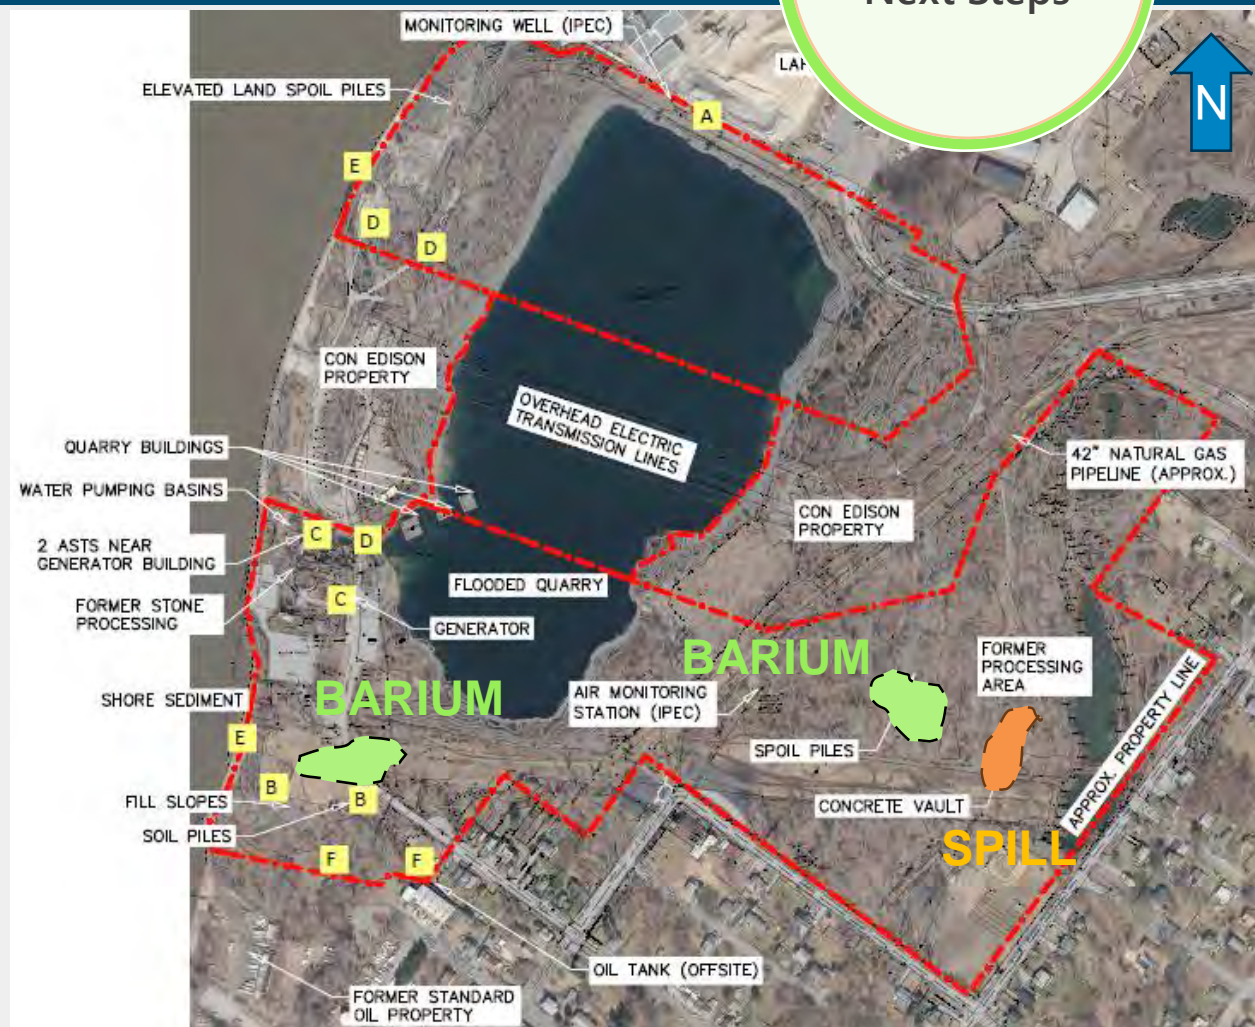 Next Steps
MONITORING WELL (IPEC)
N
ELEVATED LAND SPOIL PILES
A
E
D
D
CON EDISON
PROPERTY
OVERHEAD ELECTRIC
TRANSMISSION LINES
QUARRY BUILDINGS
42" NATURAL GAS
PIPELINE (APPROX.)
WATER PUMPING BASINS
CON EDISON
PROPERTY
C
D
2 ASTS NEAR
GENERATOR BUILDING
FLOODED QUARRY
C
FORMER STONE
PROCESSING
GENERATOR
BARIUM
FORMER
PROCESSING
AREA
BARIUM
AIR MONITORING
STATION (IPEC)
SHORE SEDIMENT
E
SPOIL PILES
APPROX. PROPERTY LINE
B
B
FILL SLOPES
CONCRETE VAULT
SOIL PILES
SPILL
F
F
OIL TANK (OFFSITE)
FORMER STANDARD
OIL PROPERTY